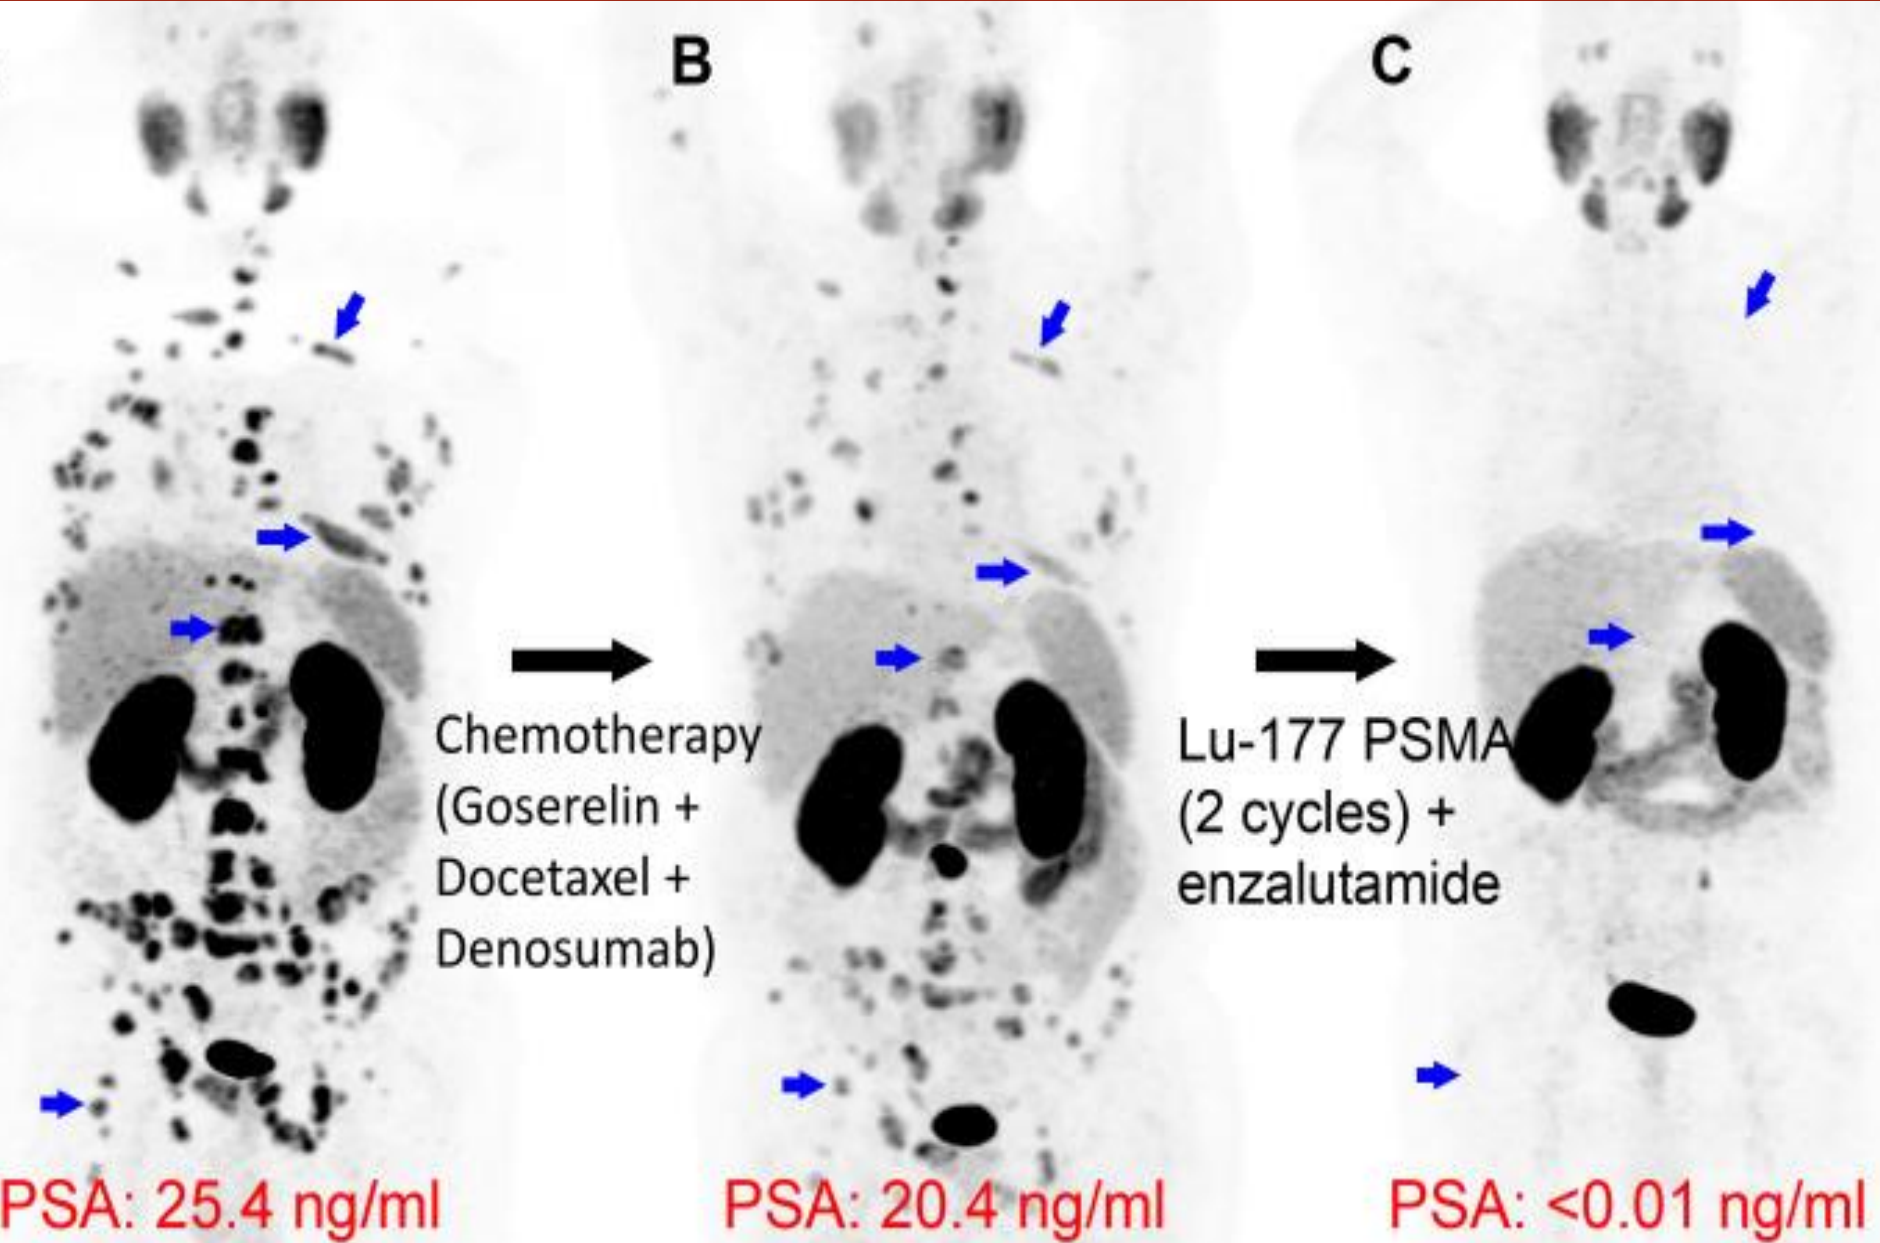 B
C
Chemotherapy
(Goserelin +
Docetaxel +
Denosumab)
Lu-177 PSMA
(2 cycles) +
enzalutamide
PSA: 25.4 ng/ml
PSA: 20.4 ng/ml
PSA: <0.01 ng/ml